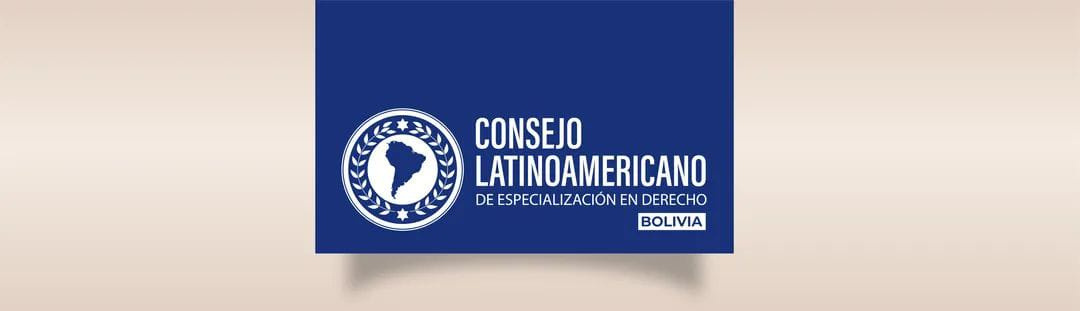 CONSEJO
LATINOAMERICANO
DE ESPECIALIZACIÓN EN DERECHO
BOLIVIA